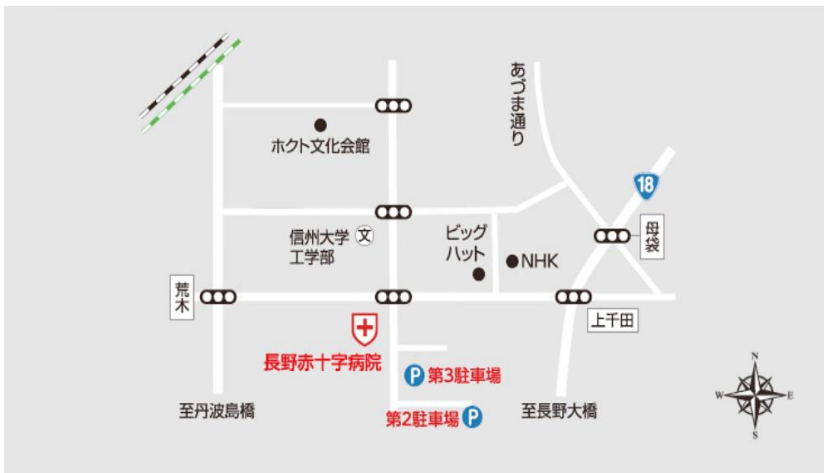 あづま通り
ホクト文化会館
18
母袋
信州大学
工学部
文
ビッグ
ハット
NHK
荒木
上千田
長野赤十字病院
P 第3駐車場
第2駐車場 P
至丹波島橋
至長野大橋
N
W E
S